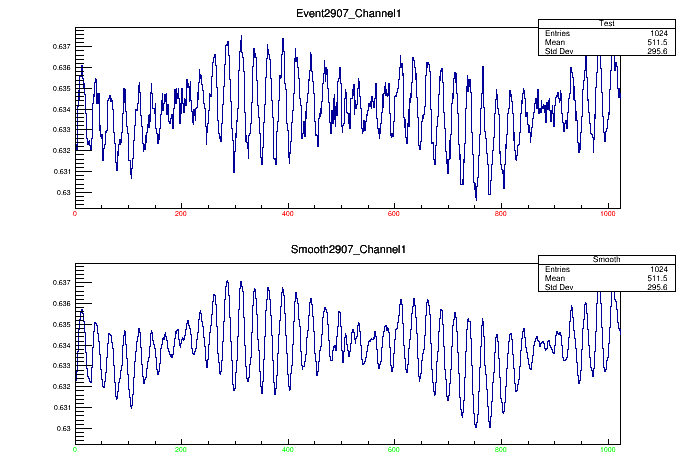 Event2907_Channel1
Test
Entries 1024
Mean 511.5
Std Dev 295.6
0.637
0.636
0.635
0.634
0.633
0.632
0.631
0.63
0 200 400 600 800 1000
Smooth2907_Channel1
Smooth
Entries 1024
Mean 511.5
Std Dev 295.6
0.637
0.636
0.635
0.634
0.633
0.632
0.631
0.63
0 200 400 600 800 1000